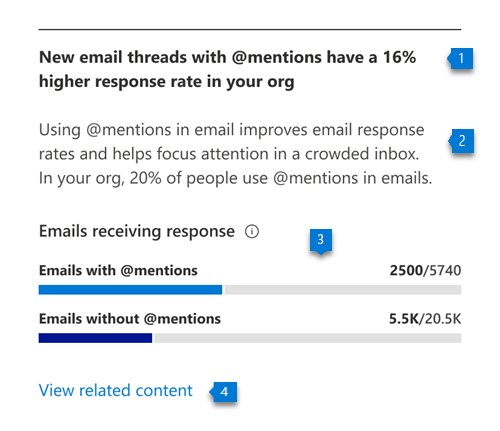 New email threads with @mentions have a 16%
higher response rate in your org
1
Using @mentions in email improves email response
rates and helps focus attention in a crowded inbox.
In your org, 20% of people use @mentions in emails.
2
Emails receiving response
3
Emails with @mentions 2500/5740
Emails without @mentions 5.5K/20.5K
View related content 4